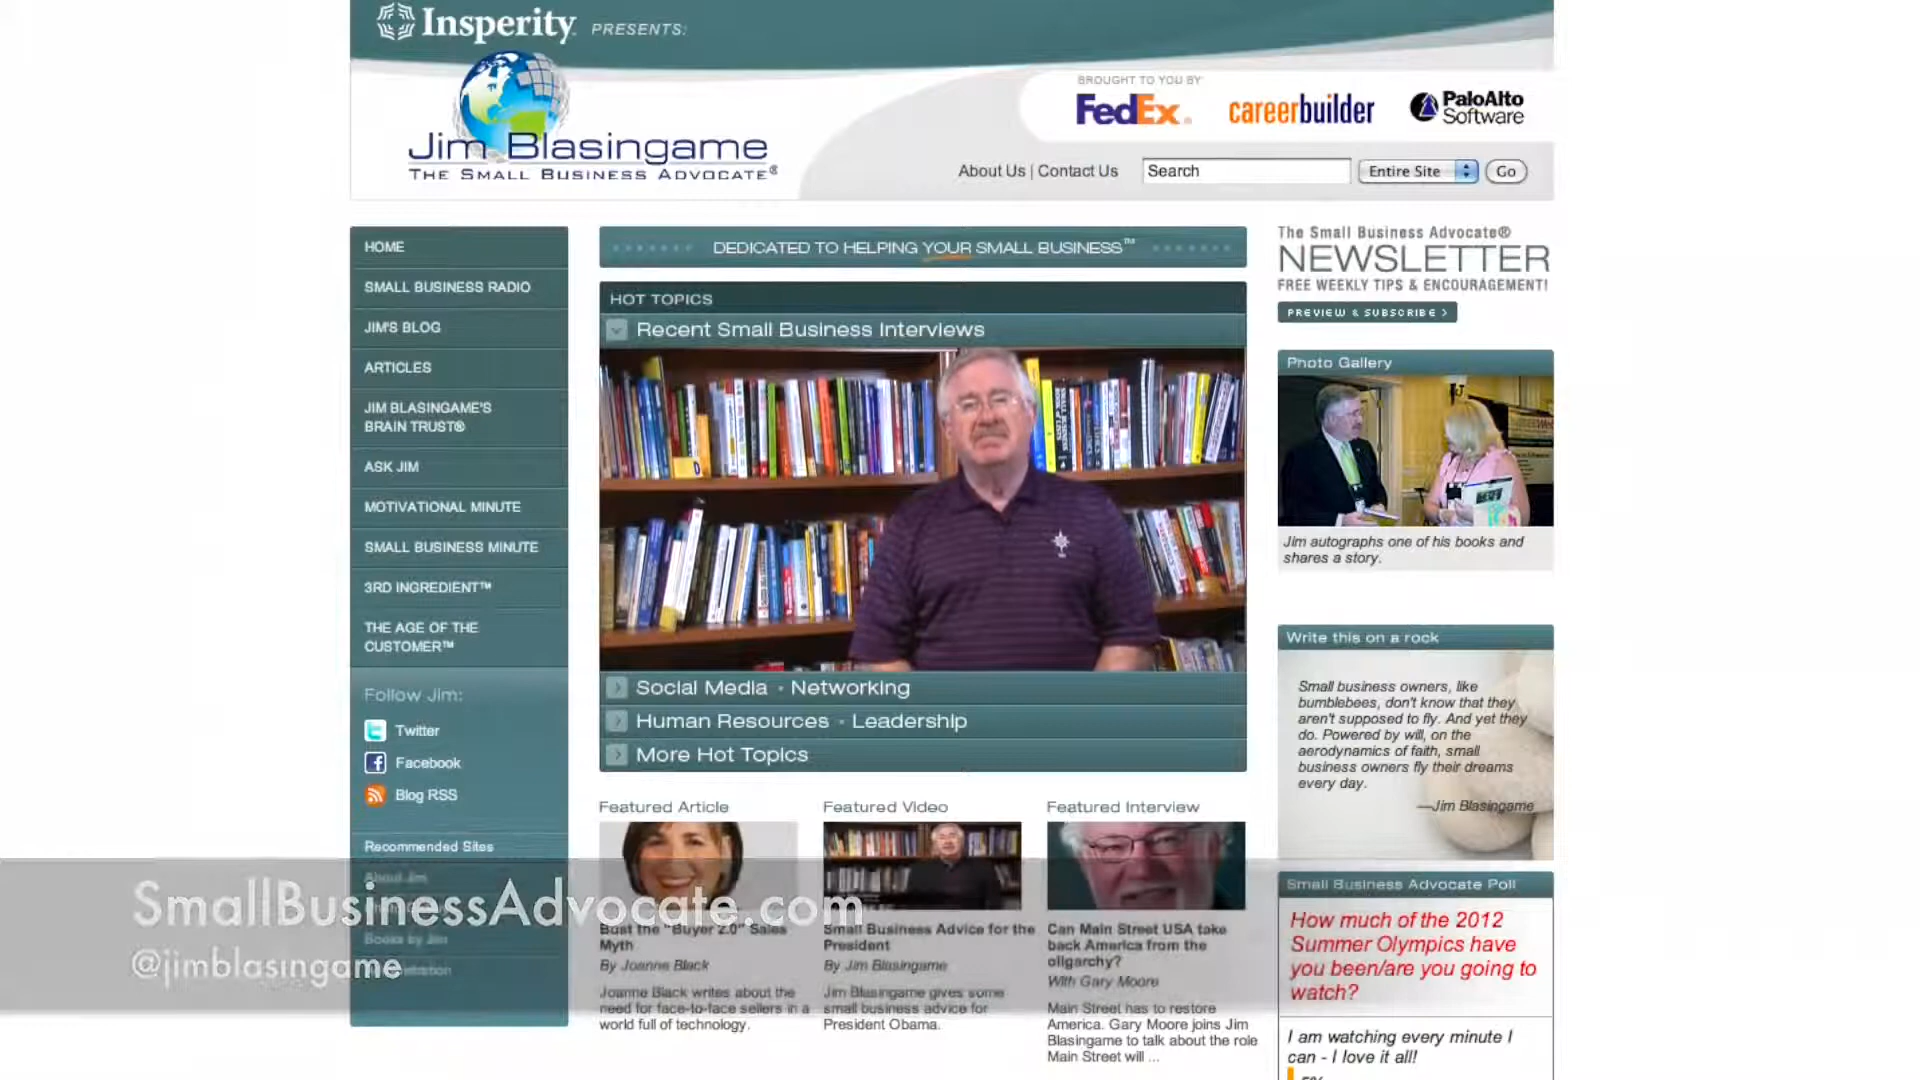 Insperity PRESENTS:
BROUGHT TO YOU BY
FedEx. careerbuilder PaloAlto Software
Jim Blasingame
THE SMALL BUSINESS ADVOCATE®
About Us | Contact Us Search Entire Site Go
HOME
SMALL BUSINESS RADIO
JIM'S BLOG
ARTICLES
JIM BLASINGAME'S
BRAIN TRUST®
ASK JIM
MOTIVATIONAL MINUTE
SMALL BUSINESS MINUTE
3RD INGREDIENT™
THE AGE OF THE
CUSTOMER™
Follow Jim:
Twitter
Facebook
Blog RSS
Recommended Sites
About Jim
Books by Jim
DEDICATED TO HELPING YOUR SMALL BUSINESS™
HOT TOPICS
Recent Small Business Interviews
Social Media • Networking
Human Resources • Leadership
More Hot Topics
Featured Article
Bust the "Buyer 2.0" Sales
Myth
By Joanne Black
Joanne Black writes about the
need for face-to-face sellers in a
world full of technology.
Featured Video
Small Business Advice for the
President
By Jim Blasingame
Jim Blasingame gives some
small business advice for
President Obama.
Featured Interview
Can Main Street USA take
back America from the
oligarchy?
With Gary Moore
Main Street has to restore
America. Gary Moore joins Jim
Blasingame to talk about the role
Main Street will ...
The Small Business Advocate®
NEWSLETTER
FREE WEEKLY TIPS & ENCOURAGEMENT!
PREVIEW & SUBSCRIBE >
Photo Gallery
Jim autographs one of his books and
shares a story.
Write this on a rock
Small business owners, like
bumblebees, don't know that they
aren't supposed to fly. And yet they
do. Powered by will, on the
aerodynamics of faith, small
business owners fly their dreams
every day.
—Jim Blasingame
Small Business Advocate Poll
How much of the 2012
Summer Olympics have
you been/are you going to
watch?
I am watching every minute I
can - I love it all!
SmallBusinessAdvocate.com
@jimblasingame